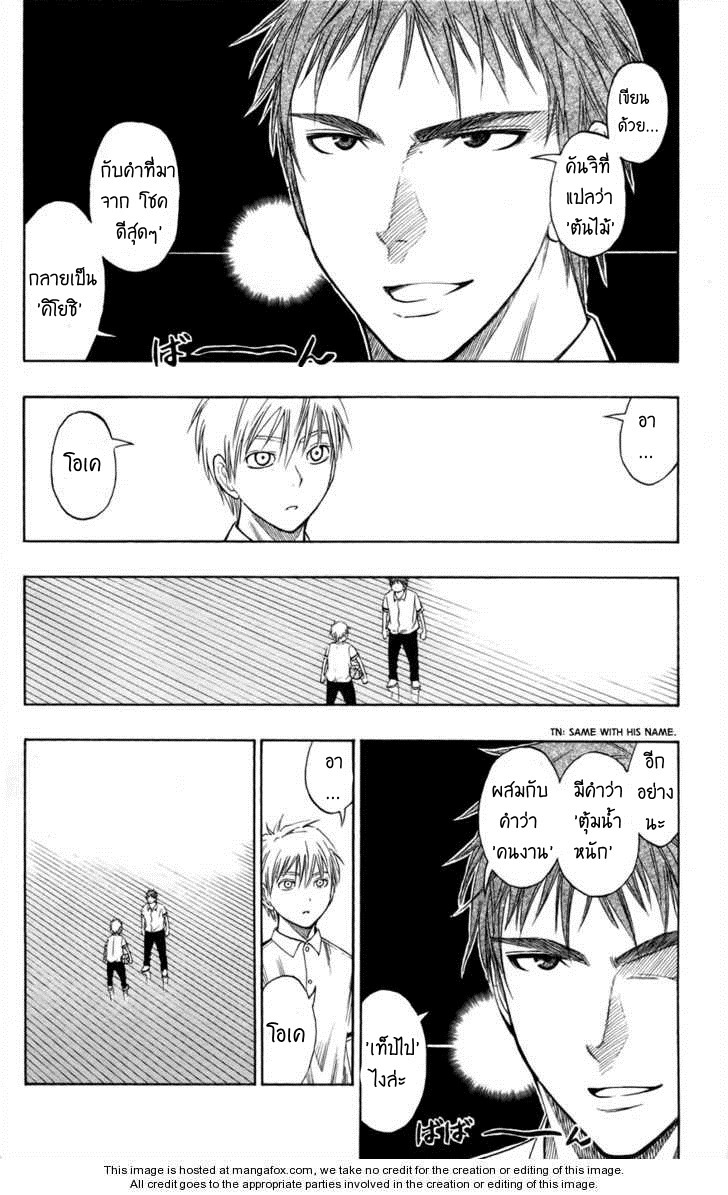 เขียน
ด้วย...
คันจิที่
แปลว่า
'ต้นไม้'
กับคำที่มา
จาก 'โชค
ดีสุดๆ'
กลายเป็น
'คิโยชิ'
ばーん
อา
...
โอเค
TN: SAME WITH HIS NAME.
อีก
อย่าง
นะ
มีคำว่า
'ตุ้มน้ำ
หนัก'
ผสมกับ
คำว่า
'คนงาน'
'เท็ปไป'
ไงล่ะ
ばばーん
อา
...
โอเค
This image is hosted at mangafox.com, we take no credit for the creation or editing of this image.
All credit goes to the appropriate parties involved in the creation or editing of this image.